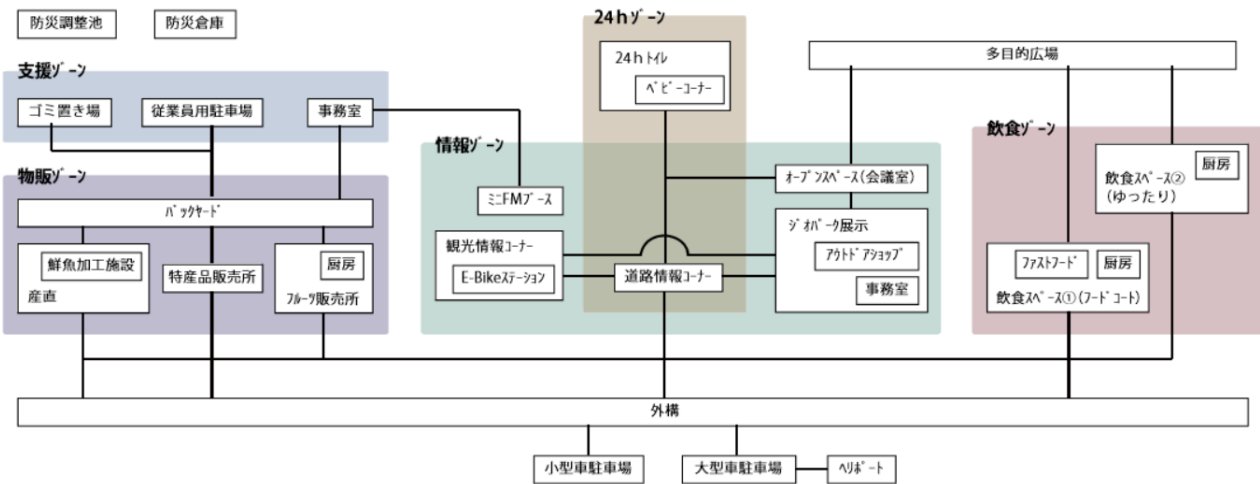 防災調整池
防災倉庫
24hｿﾞｰﾝ
24hﾄｲﾚ
ﾍﾞﾋﾞｰｺｰﾅｰ
多目的広場
支援ｿﾞｰﾝ
ゴミ置き場
従業員用駐車場
事務室
情報ｿﾞｰﾝ
飲食ｿﾞｰﾝ
厨房
飲食ｽﾍﾟｰｽ②
(ゆったり)
物販ｿﾞｰﾝ
ﾊﾞｯｸﾔｰﾄﾞ
ﾐﾆFMﾌﾞｰｽ
ｵｰﾌﾟﾝｽﾍﾟｰｽ(会議室)
鮮魚加工施設
産直
特産品販売所
厨房
ﾌﾙｰﾂ販売所
観光情報ｺｰﾅｰ
E-Bikeｽﾃｰｼｮﾝ
道路情報ｺｰﾅｰ
ｼﾞｵﾊﾟｰｸ展示
ｱｳﾄﾄﾞｱｼｮｯﾌﾟ
事務室
ﾌｧｽﾄﾌｰﾄﾞ
厨房
飲食ｽﾍﾟｰｽ①(ﾌｰﾄﾞｺｰﾄ)
外構
小型車駐車場
大型車駐車場
ﾍﾘﾎﾟｰﾄ